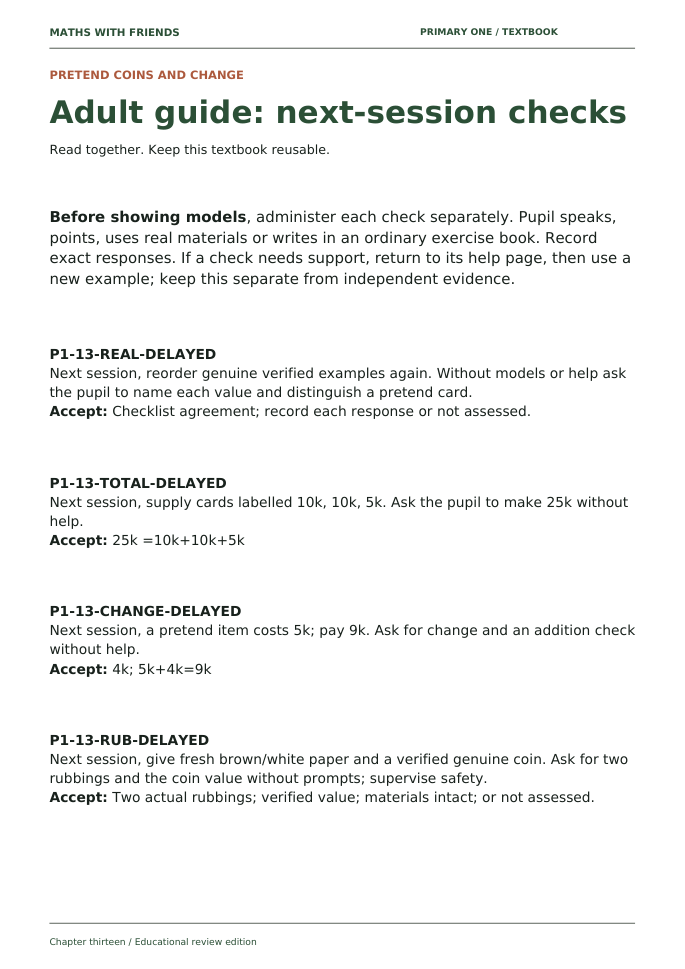 MATHS WITH FRIENDS
PRIMARY ONE / TEXTBOOK
PRETEND COINS AND CHANGE
Adult guide: next-session checks
Read together. Keep this textbook reusable.
Before showing models, administer each check separately. Pupil speaks,
points, uses real materials or writes in an ordinary exercise book. Record
exact responses. If a check needs support, return to its help page, then use a
new example; keep this separate from independent evidence.
P1-13-REAL-DELAYED
Next session, reorder genuine verified examples again. Without models or help ask
the pupil to name each value and distinguish a pretend card.
Accept: Checklist agreement; record each response or not assessed.
P1-13-TOTAL-DELAYED
Next session, supply cards labelled 10k, 10k, 5k. Ask the pupil to make 25k without
help.
Accept: 25k =10k+10k+5k
P1-13-CHANGE-DELAYED
Next session, a pretend item costs 5k; pay 9k. Ask for change and an addition check
without help.
Accept: 4k; 5k+4k=9k
P1-13-RUB-DELAYED
Next session, give fresh brown/white paper and a verified genuine coin. Ask for two
rubbings and the coin value without prompts; supervise safety.
Accept: Two actual rubbings; verified value; materials intact; or not assessed.
Chapter thirteen / Educational review edition